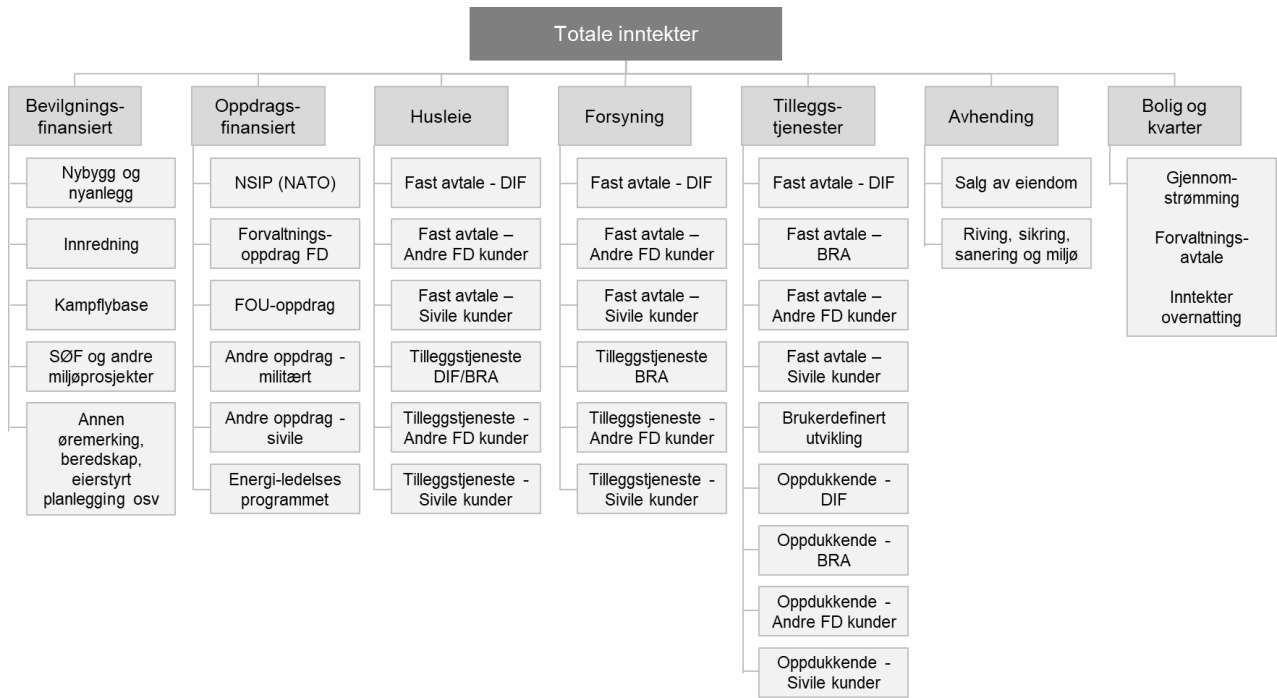 Totale inntekter
Bevilgnings-
finansiert
Nybygg og
nyanlegg
Innredning
Kampflybase
SØF og andre
miljøprosjekter
Annen
øremerking,
beredskap,
eierstyrt
planlegging osv
Oppdrags-
finansiert
NSIP (NATO)
Forvaltnings-
oppdrag FD
FOU-oppdrag
Andre oppdrag -
militært
Andre oppdrag -
sivile
Energi-ledelses
programmet
Husleie
Fast avtale - DIF
Fast avtale –
Andre FD kunder
Fast avtale –
Sivile kunder
Tilleggstjeneste
DIF/BRA
Tilleggstjeneste -
Andre FD kunder
Tilleggstjeneste -
Sivile kunder
Forsyning
Fast avtale - DIF
Fast avtale –
Andre FD kunder
Fast avtale –
Sivile kunder
Tilleggstjeneste
BRA
Tilleggstjeneste -
Andre FD kunder
Tilleggstjeneste -
Sivile kunder
Tilleggs-
tjenester
Fast avtale - DIF
Fast avtale –
BRA
Fast avtale –
Andre FD kunder
Fast avtale –
Sivile kunder
Brukerdefinert
utvikling
Oppdukkende -
DIF
Oppdukkende -
BRA
Oppdukkende -
Andre FD kunder
Oppdukkende -
Sivile kunder
Avhending
Salg av eiendom
Riving, sikring,
sanering og miljø
Bolig og
kvarter
Gjennom-
strømming
Forvaltnings-
avtale
Inntekter
overnatting